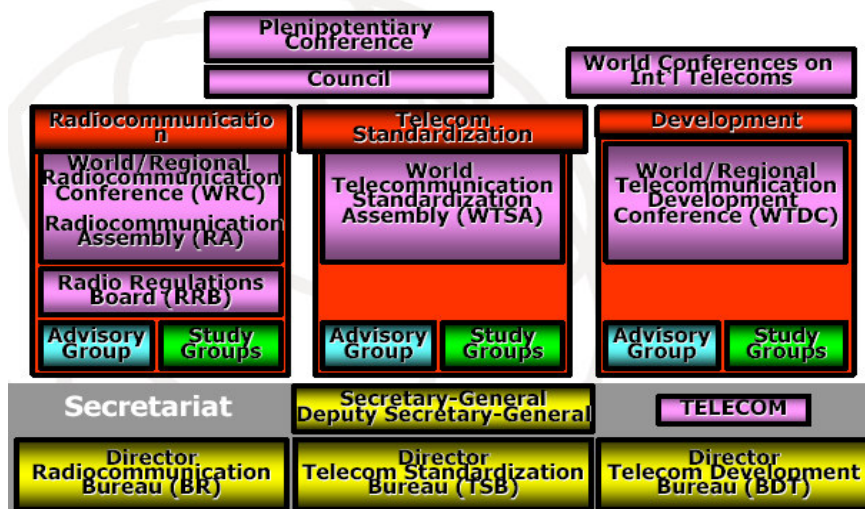 Plenipotentiary
Conference
Council
World Conferences on
Int'l Telecoms
Radiocommunicatio
n
World/Regional
Radiocommunication
Conference (WRC)
Radiocommunication
Assembly (RA)
Radio Regulations
Board (RRB)
Advisory
Group
Study
Groups
Telecom
Standardization
World
Telecommunication
Standardization
Assembly (WTSA)
Advisory
Group
Study
Groups
Development
World/Regional
Telecommunication
Development
Conference (WTDC)
Advisory
Group
Study
Groups
Secretariat
Secretary-General
Deputy Secretary-General
TELECOM
Director
Radiocommunication
Bureau (BR)
Director
Telecom Standardization
Bureau (TSB)
Director
Telecom Development
Bureau (BDT)